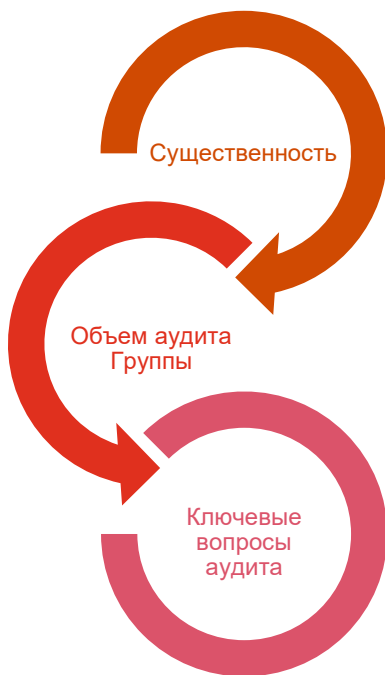 Существенность
Объем аудита
Группы
Ключевые
вопросы
аудита